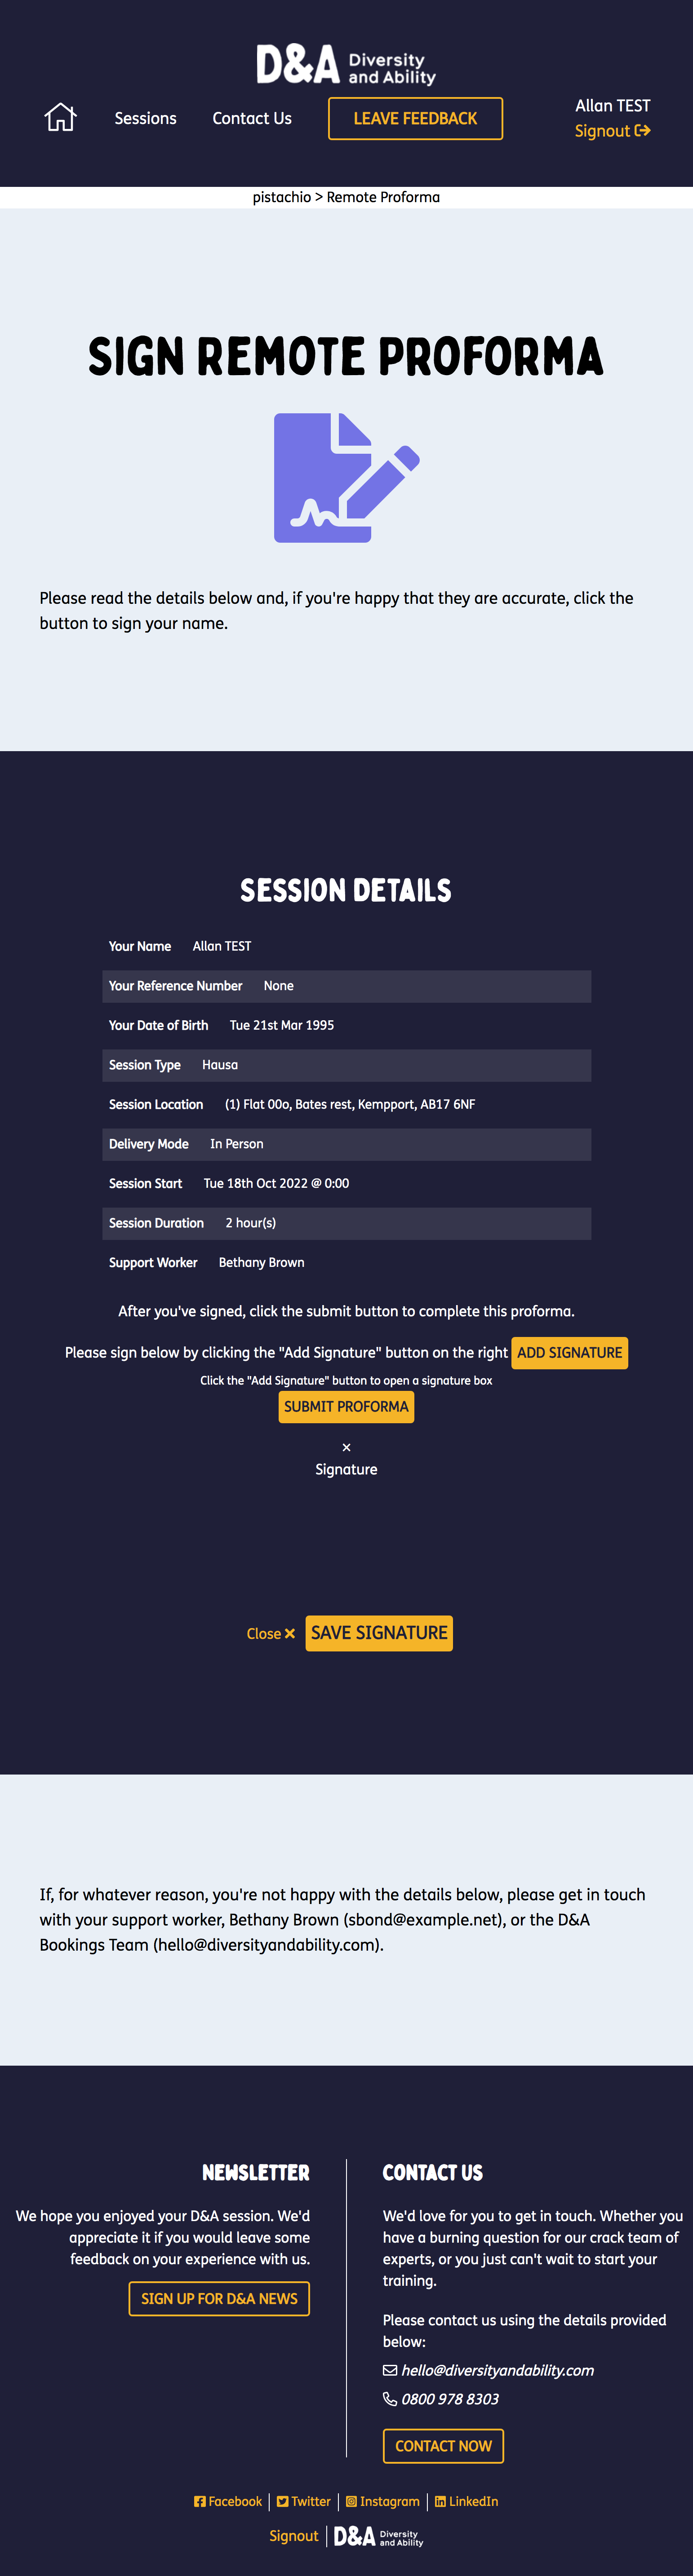 D&A Diversity and Ability
Sessions
Contact Us
LEAVE FEEDBACK
Allan TEST
Signout
pistachio > Remote Proforma
SIGN REMOTE PROFORMA
Please read the details below and, if you're happy that they are accurate, click the
button to sign your name.
SESSION DETAILS
Your Name Allan TEST
Your Reference Number None
Your Date of Birth Tue 21st Mar 1995
Session Type Hausa
Session Location (1) Flat 00o, Bates rest, Kempport, AB17 6NF
Delivery Mode In Person
Session Start Tue 18th Oct 2022 @ 0:00
Session Duration 2 hour(s)
Support Worker Bethany Brown
After you've signed, click the submit button to complete this proforma.
Please sign below by clicking the "Add Signature" button on the right ADD SIGNATURE
Click the "Add Signature" button to open a signature box
SUBMIT PROFORMA
×
Signature
Close ✕ SAVE SIGNATURE
If, for whatever reason, you're not happy with the details below, please get in touch
with your support worker, Bethany Brown (sbond@example.net), or the D&A
Bookings Team (hello@diversityandability.com).
NEWSLETTER
We hope you enjoyed your D&A session. We'd
appreciate it if you would leave some
feedback on your experience with us.
SIGN UP FOR D&A NEWS
CONTACT US
We'd love for you to get in touch. Whether you
have a burning question for our crack team of
experts, or you just can't wait to start your
training.
Please contact us using the details provided
below:
hello@diversityandability.com
0800 978 8303
CONTACT NOW
Facebook | Twitter | Instagram | LinkedIn
Signout | D&A Diversity and Ability